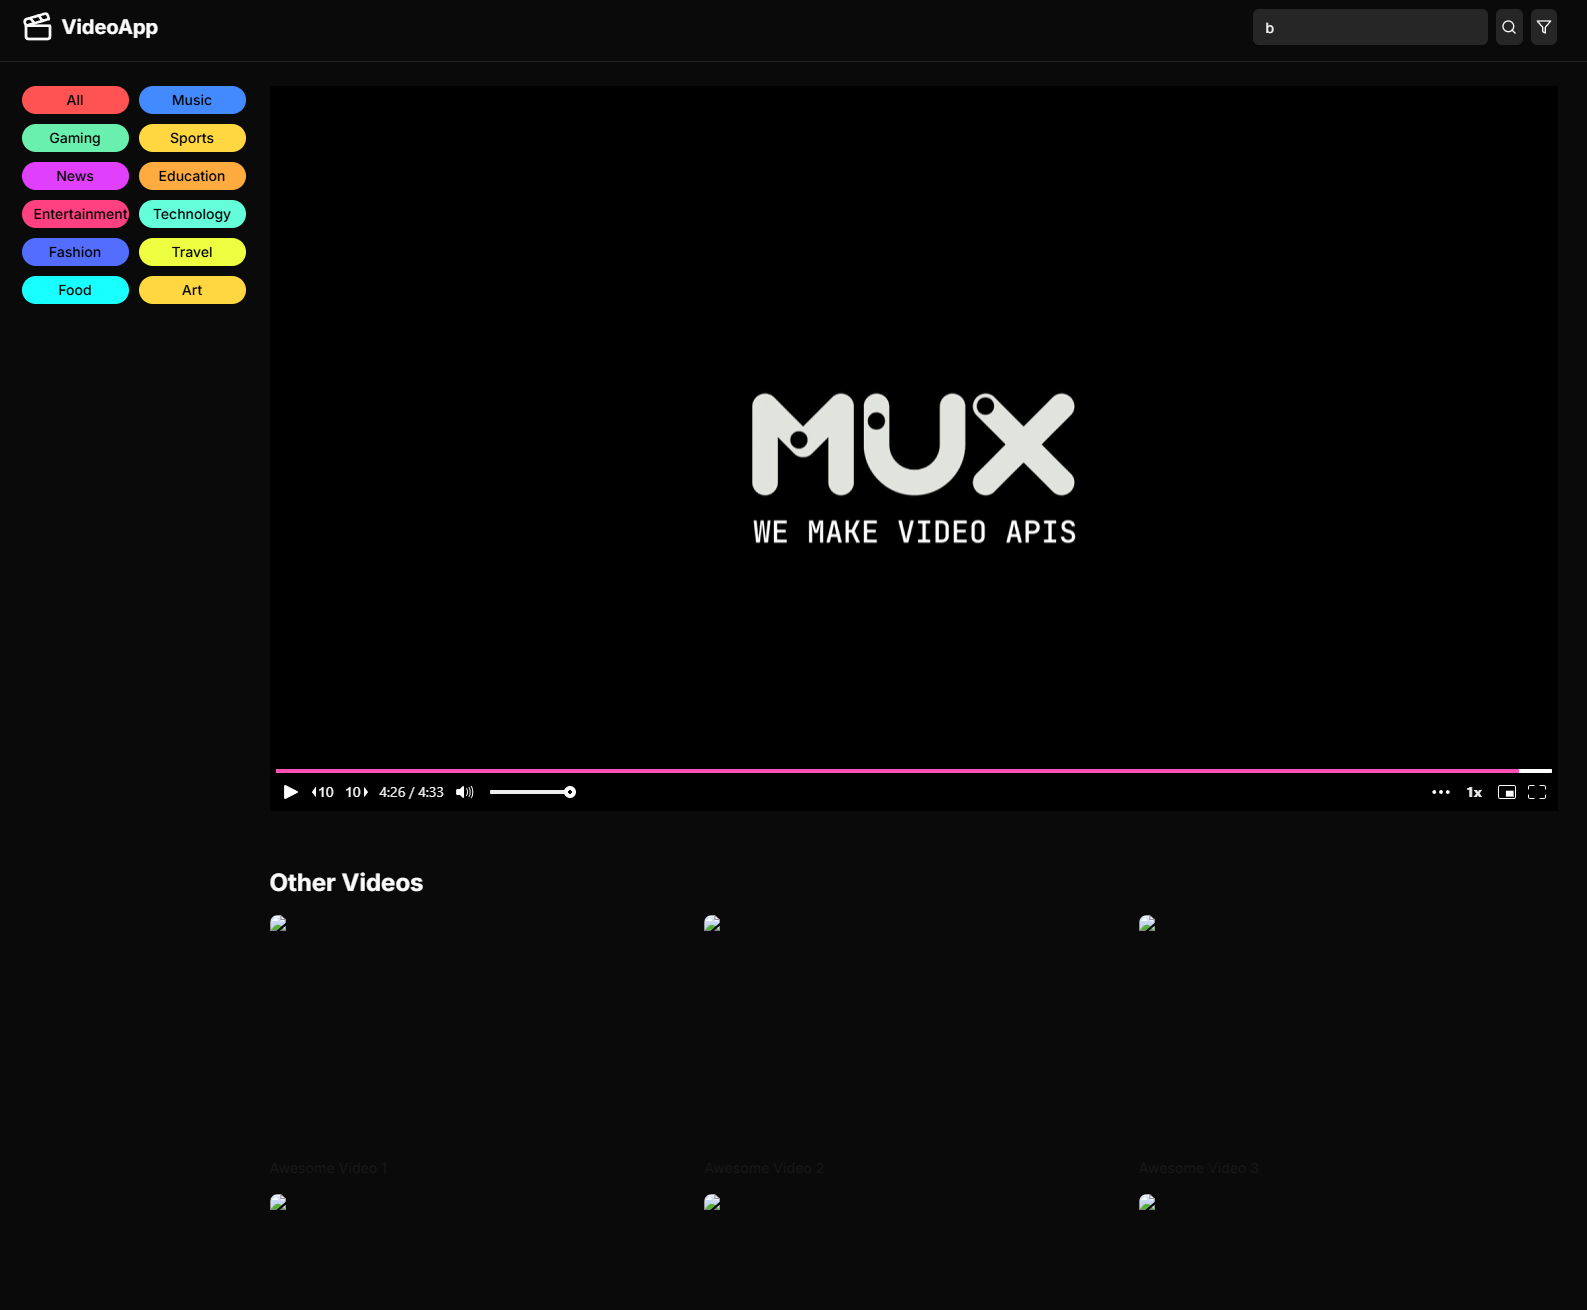 VideoApp
b
All
Music
Gaming
Sports
News
Education
Entertainment
Technology
Fashion
Travel
Food
Art
MUX
WE MAKE VIDEO APIS
10
10
4:26 / 4:33
1x
Other Videos
Awesome Video 1
Awesome Video 2
Awesome Video 3